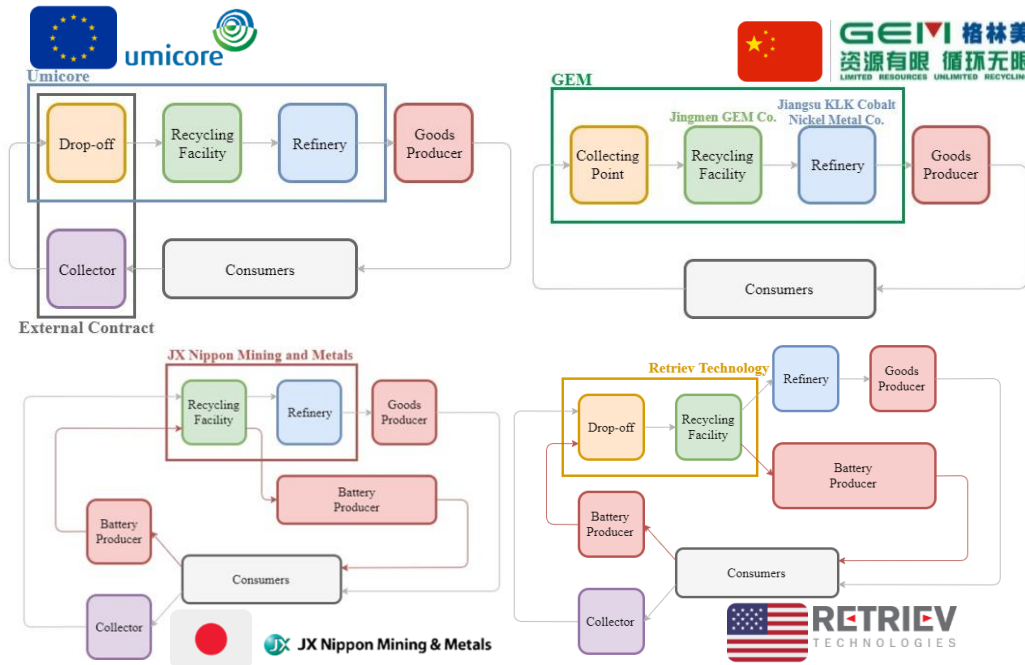 umicore
Umicore
Drop-off
Recycling
Facility
Refinery
Goods
Producer
Collector
Consumers
External Contract
GEM 格林美
资源有限 循环无限
LIMITED RESOURCES UNLIMITED RECYCLING
GEM
Jingmen GEM Co.
Jiangsu KLK Cobalt
Nickel Metal Co.
Collecting
Point
Recycling
Facility
Refinery
Goods
Producer
Consumers
JX Nippon Mining and Metals
Recycling
Facility
Refinery
Goods
Producer
Battery
Producer
Battery
Producer
Consumers
Collector
JX JX Nippon Mining & Metals
Retriev Technology
Drop-off
Recycling
Facility
Refinery
Goods
Producer
Battery
Producer
Battery
Producer
Consumers
Collector
RETRIEV
TECHNOLOGIES